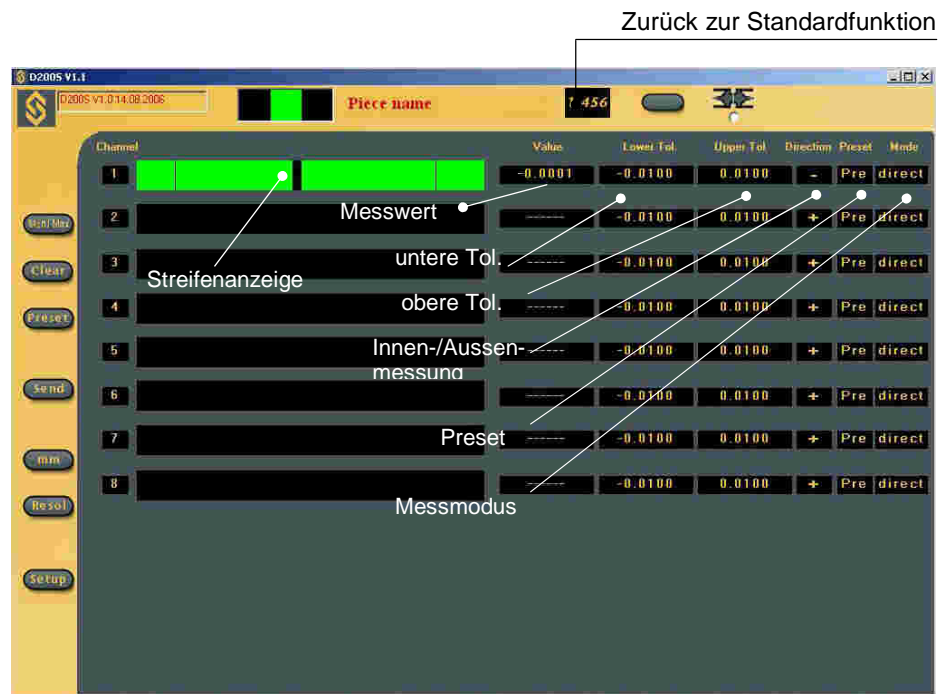 Zurück zur Standardfunktion
D200S V1.1
D200S V1.0 14.08.2006
Piece name
1 456
Channel Value Lower Tol. Upper Tol. Direction Preset Mode
1 -0.0001 -0.0100 0.0100 - Pre direct
Messwert
Min/Max
2 ------ -0.0100 0.0100 + Pre direct
untere Tol.
Clear
3 ------ -0.0100 0.0100 + Pre direct
Streifenanzeige
obere Tol.
Preset
4 ------ -0.0100 0.0100 + Pre direct
Innen-/Aussen-
messung
5 ------ -0.0100 0.0100 + Pre direct
Send
6 ------ -0.0100 0.0100 + Pre direct
Preset
7 ------ -0.0100 0.0100 + Pre direct
mm
8 ------ -0.0100 0.0100 + Pre direct
Messmodus
Resol
Setup